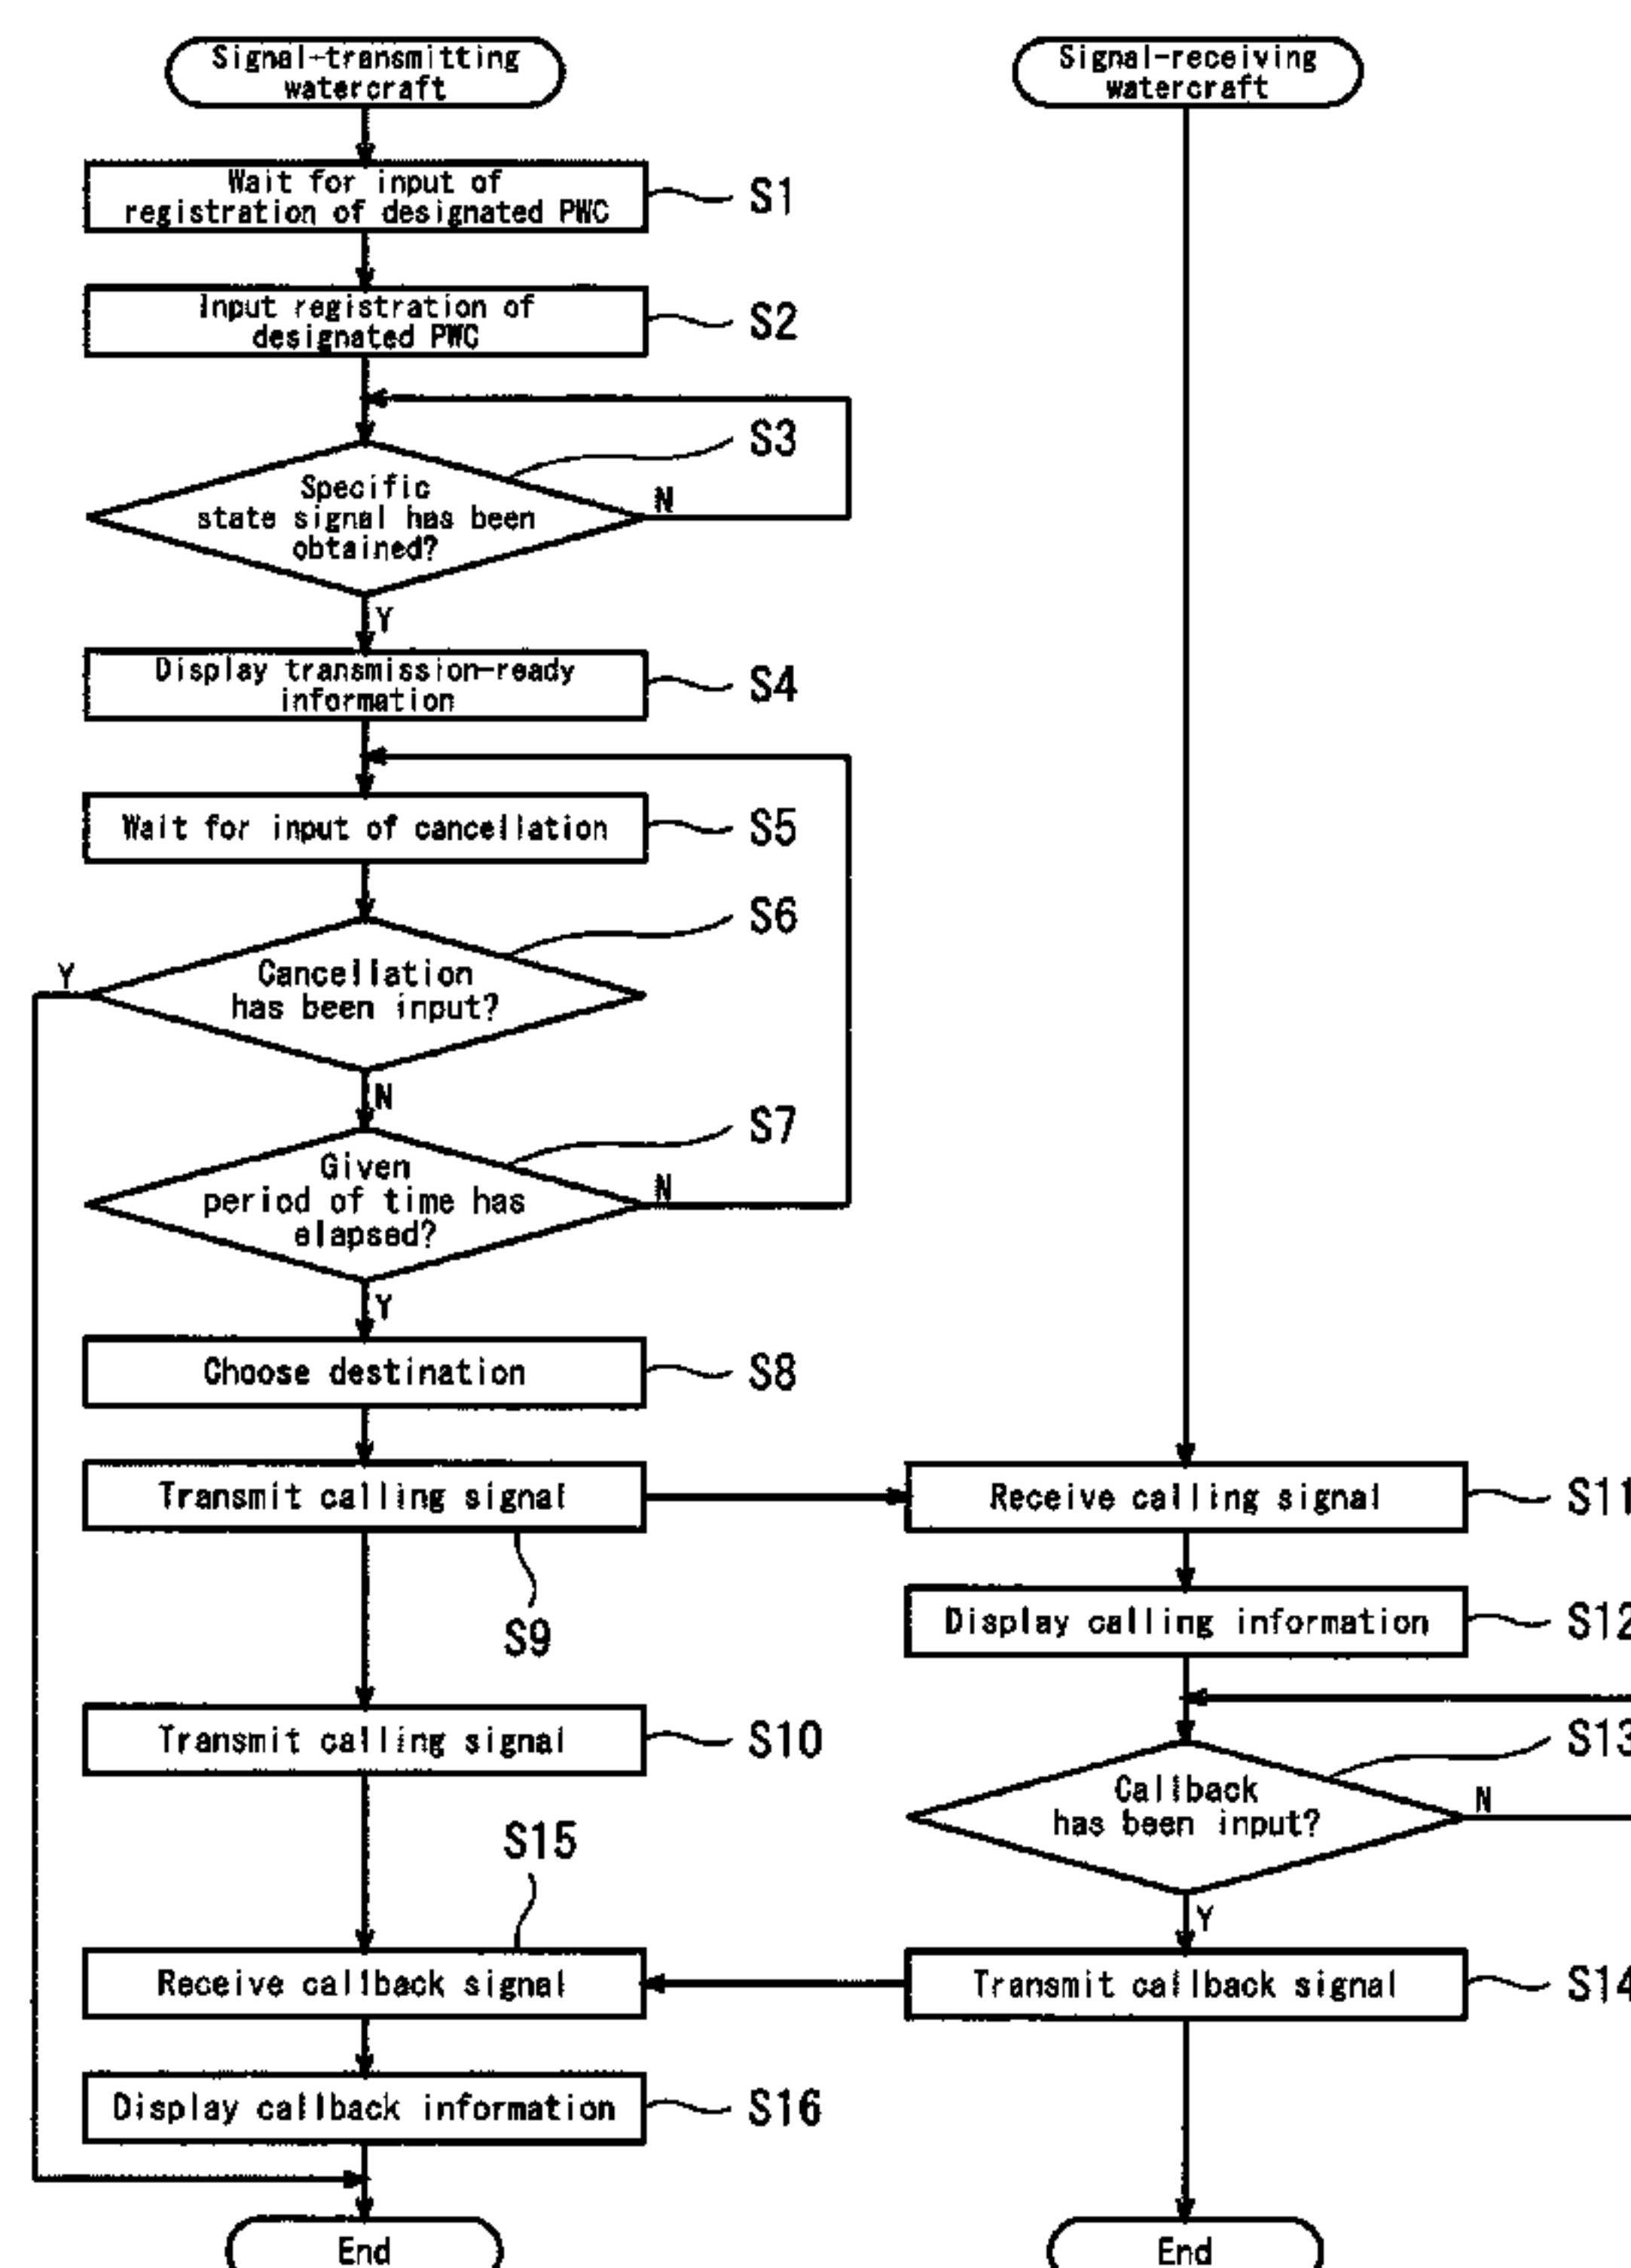 Signal-transmitting
watercraft
Signal-receiving
watercraft
Wait for input of
registration of designated PWC
S1
Input registration of
designated PWC
S2
S3
Specific
state signal has been
obtained?
N
Y
Display transmission-ready
information
S4
Wait for input of cancellation
S5
S6
Y
Cancellation
has been input?
N
S7
Given
period of time has
elapsed?
N
Y
Choose destination
S8
Transmit calling signal
Receive calling signal
S11
S9
Display calling information
S12
Transmit calling signal
S10
S13
Callback
has been input?
N
S15
Y
Receive callback signal
Transmit callback signal
S14
Display callback information
S16
End
End